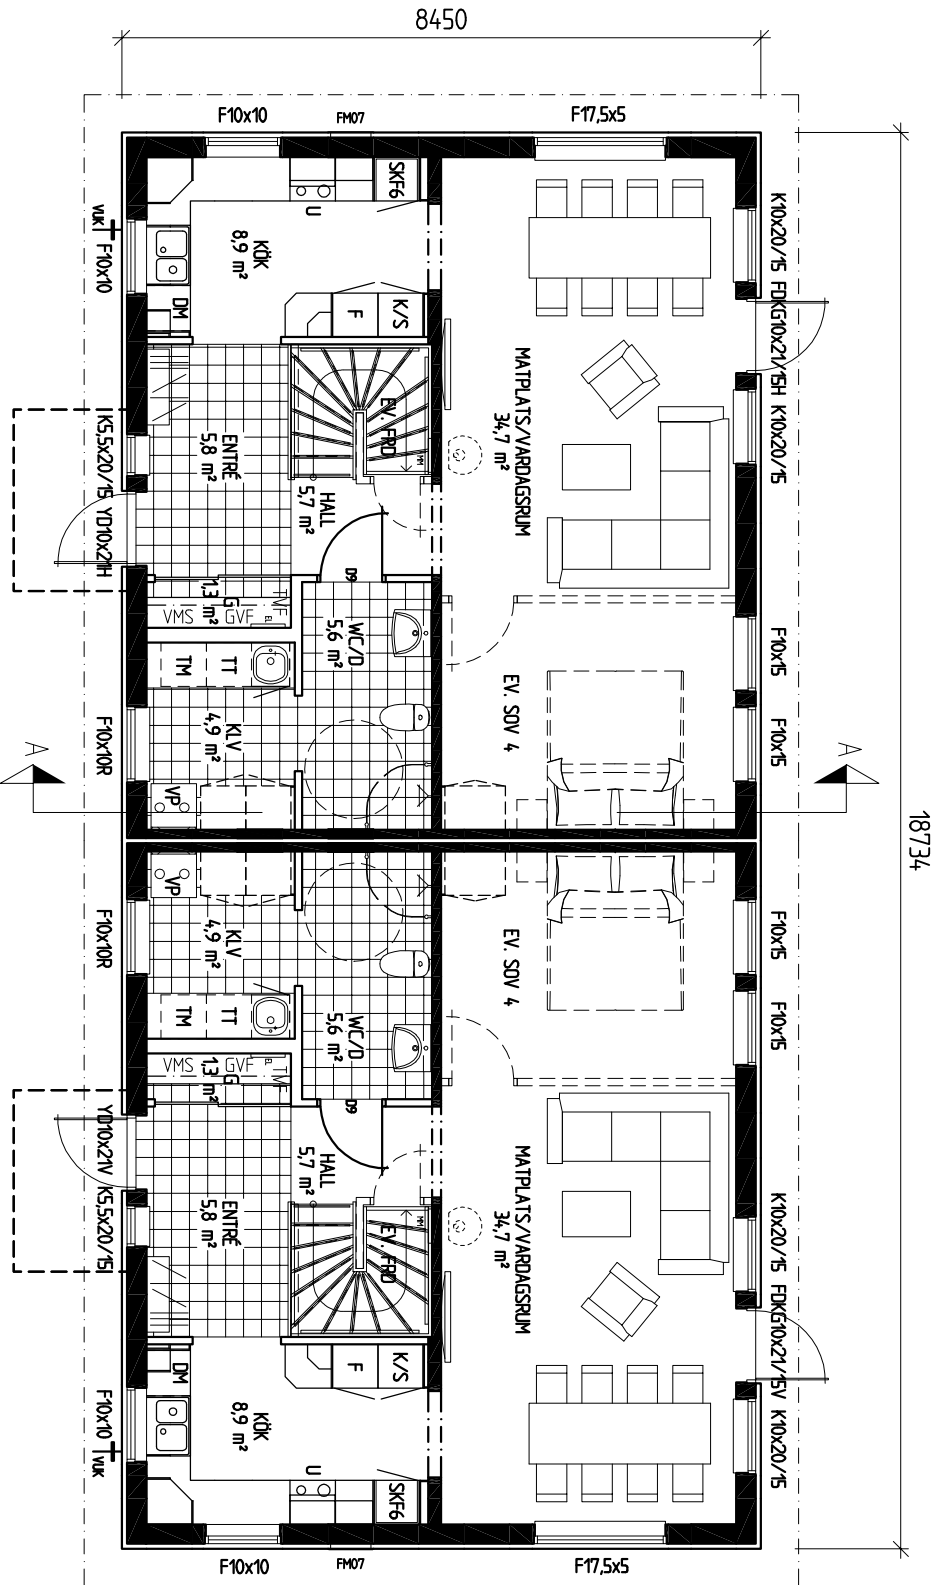 8450
F10x10
FM07
F17,5x5
SKF6
U
KÖK
8,9 m²
VUK
F10x10
DM
F
K/S
K10x20/15 FDKG10x21/15H K10x20/15
MATPLATS/VARDAGSRUM
34,7 m²
EV. FRD
ENTRÉ
5,8 m²
HALL
5,7 m²
K5,5x20/15 YD10x21H
D9
G
1,3 m²
VMS
GVF
WC/D
5,6 m²
TM
TT
KLV
4,9 m²
EV. SOV 4
F10x15
F10x15
F10x10R
A
A
VP
18734
VP
F10x10R
KLV
4,9 m²
EV. SOV 4
F10x15
F10x15
TM
TT
WC/D
5,6 m²
VMS
GVF
G
1,3 m²
D9
YD10x21V K5,5x20/15
HALL
5,7 m²
ENTRÉ
5,8 m²
EV. FRD
MATPLATS/VARDAGSRUM
34,7 m²
K10x20/15 FDKG10x21/15V K10x20/15
DM
F
K/S
KÖK
8,9 m²
F10x10
VUK
U
SKF6
F10x10
FM07
F17,5x5